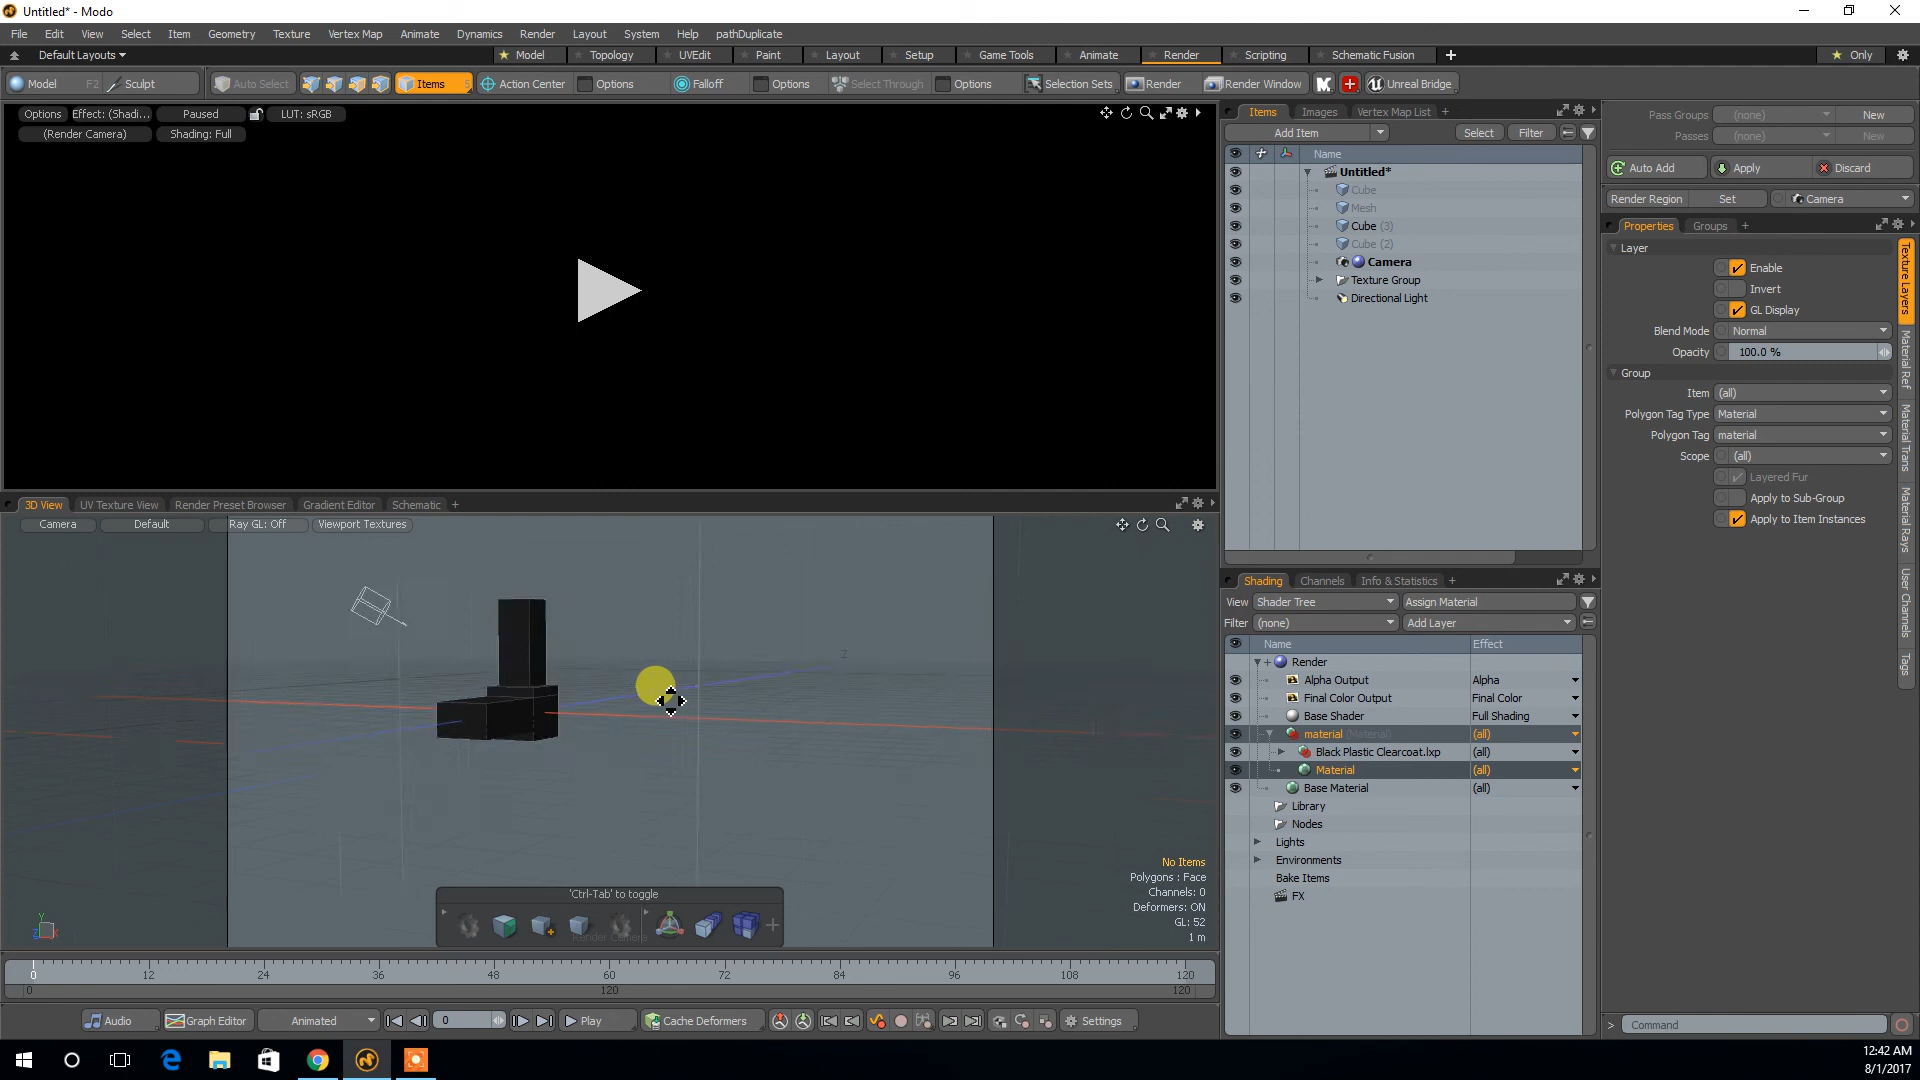 Untitled* - Modo
File Edit View Select Item Geometry Texture Vertex Map Animate Dynamics Render Layout System Help pathDuplicate
Default Layouts Model Topology UVEdit Paint Layout Setup Game Tools Animate Render Scripting Schematic Fusion + Only
Model F2 Sculpt Auto Select Items 5 Action Center Options Falloff Options Select Through Options Selection Sets Render Render Window Unreal Bridge
Options Effect: (Shadi... Paused LUT: sRGB
(Render Camera) Shading: Full
Items Images Vertex Map List +
Add Item Select Filter
Name
Untitled*
Cube
Mesh
Cube (3)
Cube (2)
Camera
Texture Group
Directional Light
Pass Groups (none) New
Passes (none) New
Auto Add Apply Discard
Render Region Set Camera
Properties Groups +
Layer
Enable
Invert
GL Display
Blend Mode Normal
Opacity 100.0 %
Group
Item (all)
Polygon Tag Type Material
Polygon Tag material
Scope (all)
Layered Fur
Apply to Sub-Group
Apply to Item Instances
Texture Layers
Material Ref
Material Trans
Material Rays
User Channels
Tags
3D View UV Texture View Render Preset Browser Gradient Editor Schematic +
Camera Default Ray GL: Off Viewport Textures
Z
No Items
Polygons : Face
Channels: 0
Deformers: ON
GL: 52
1 m
'Ctrl-Tab' to toggle
Render Camera
Y
Z X
Shading Channels Info & Statistics +
View Shader Tree Assign Material
Filter (none) Add Layer
Name Effect
Render
Alpha Output Alpha
Final Color Output Final Color
Base Shader Full Shading
material (Material) (all)
Black Plastic Clearcoat.lxp (all)
Material (all)
Base Material (all)
Library
Nodes
Lights
Environments
Bake Items
FX
0 12 24 36 48 60 72 84 96 108 120
0 120 120
Audio Graph Editor Animated 0 Play Cache Deformers Settings
> Command
12:42 AM
8/1/2017